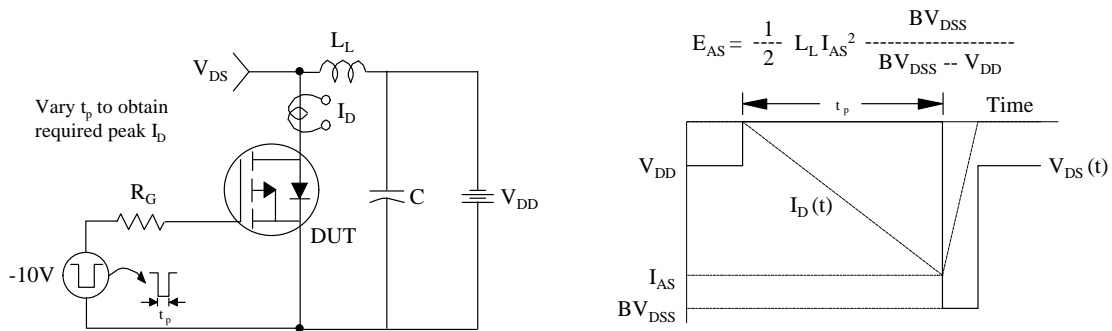 L_L
V_DS
Vary t_p to obtain
required peak I_D
I_D
R_G
C
V_DD
DUT
-10V
t_p
E_AS = 1/2 L_L I_AS^2 BV_DSS / BV_DSS -- V_DD
t_p
Time
V_DD
V_DS (t)
I_D (t)
I_AS
BV_DSS